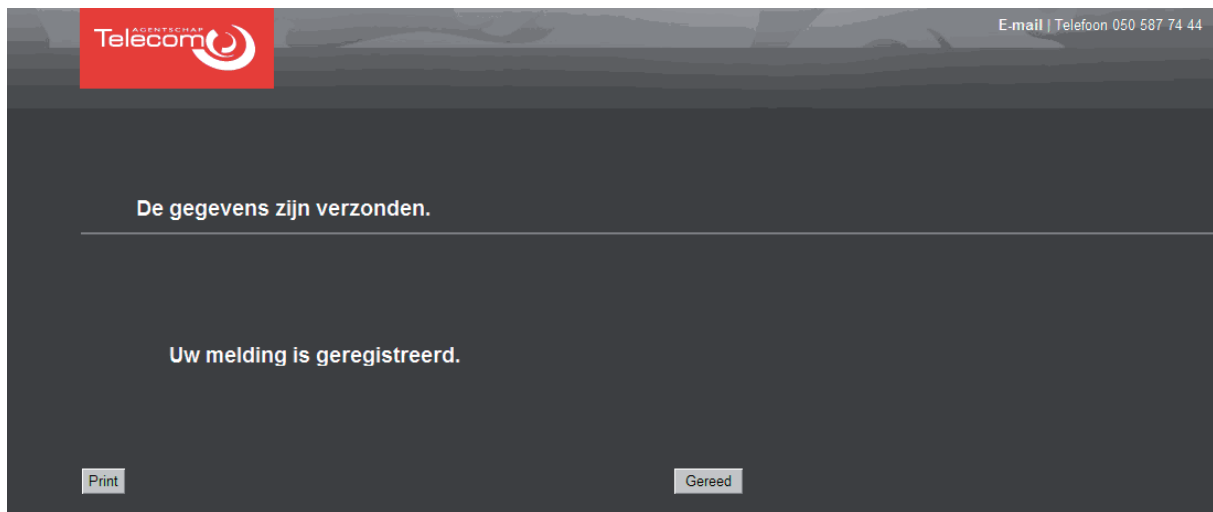 AGENTSCHAP
Telecom
E-mail | Telefoon 050 587 74 44
De gegevens zijn verzonden.
Uw melding is geregistreerd.
Print
Gereed